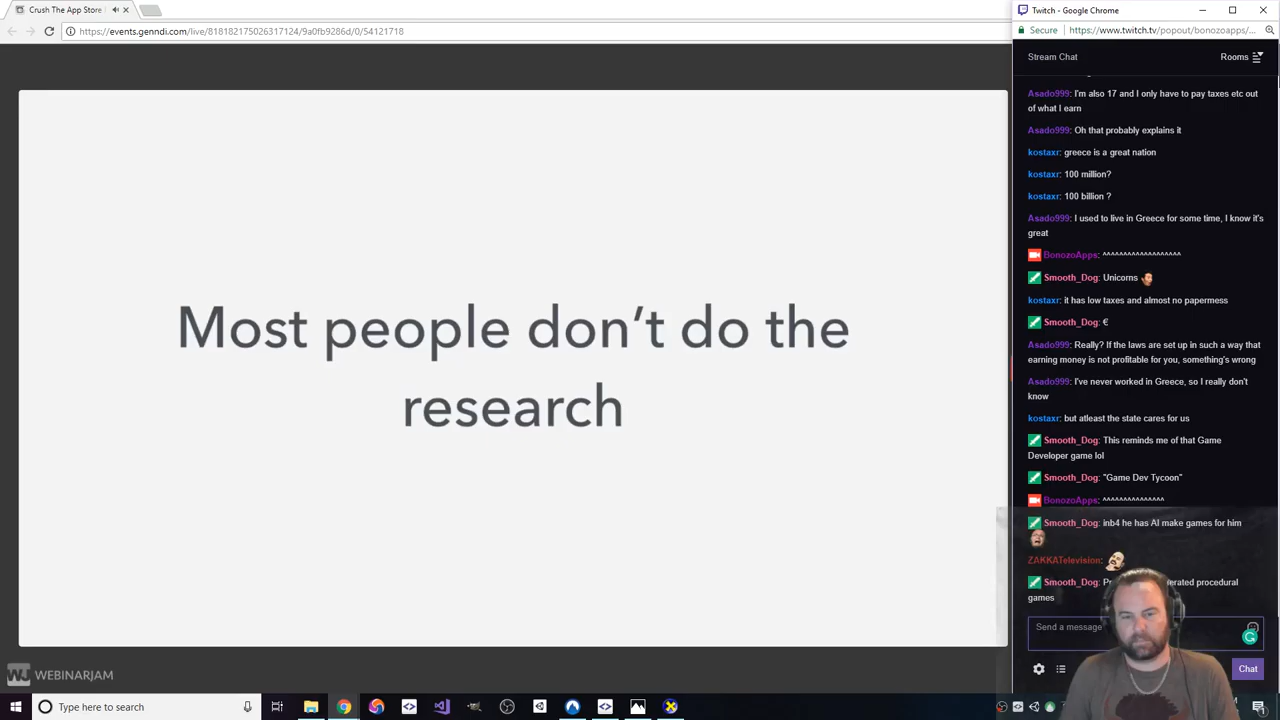 Crush The App Store
https://events.genndi.com/live/818182175026317124/9a0fb9286d/0/54121718
Most people don’t do the
research
WJ WEBINARJAM
Type here to search
Twitch - Google Chrome
Secure https://www.twitch.tv/popout/bonozoapps/...
Stream Chat
Rooms
Asado999: I'm also 17 and I only have to pay taxes etc out
of what I earn
Asado999: Oh that probably explains it
kostaxr: greece is a great nation
kostaxr: 100 million?
kostaxr: 100 billion ?
Asado999: I used to live in Greece for some time, I know it's
great
BonozoApps: ^^^^^^^^^^^^^^^^^^^
Smooth_Dog: Unicorns
kostaxr: it has low taxes and almost no papermess
Smooth_Dog: €
Asado999: Really? If the laws are set up in such a way that
earning money is not profitable for you, something's wrong
Asado999: I've never worked in Greece, so I really don't
know
kostaxr: but atleast the state cares for us
Smooth_Dog: This reminds me of that Game
Developer game lol
Smooth_Dog: "Game Dev Tycoon"
BonozoApps: ^^^^^^^^^^^^^^^
Smooth_Dog: inb4 he has AI make games for him
ZAKKATelevision:
Smooth_Dog: procedural
games
Send a message
Chat